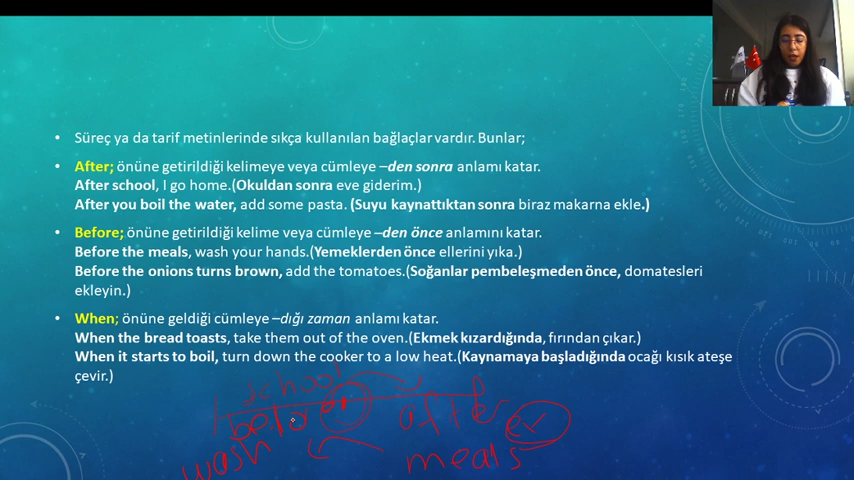 Süreç ya da tarif metinlerinde sıkça kullanılan bağlaçlar vardır. Bunlar;
After; önüne getirildiği kelimeye veya cümleye –den sonra anlamı katar.
After school, I go home.(Okuldan sonra eve giderim.)
After you boil the water, add some pasta. (Suyu kaynattıktan sonra biraz makarna ekle.)
Before; önüne getirildiği kelime veya cümleye –den önce anlamını katar.
Before the meals, wash your hands.(Yemeklerden önce ellerini yıka.)
Before the onions turns brown, add the tomatoes.(Soğanlar pembeleşmeden önce, domatesleri
ekleyin.)
When; önüne geldiği cümleye –dığı zaman anlamı katar.
When the bread toasts, take them out of the oven.(Ekmek kızardığında, fırından çıkar.)
When it starts to boil, turn down the cooker to a low heat.(Kaynamaya başladığında ocağı kısık ateşe
çevir.)
school
after
wash meals